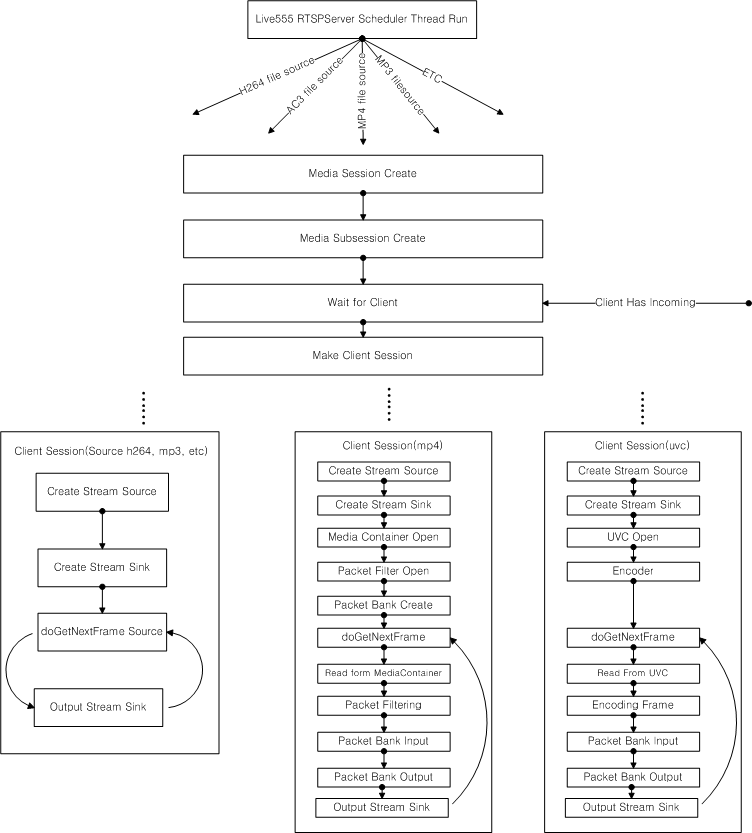 Live555 RTSPServer Scheduler Thread Run
H264 file source
AC3 file source
MP4 file source
MP3 filesource
ETC
Media Session Create
Media Subsession Create
Wait for Client
Client Has Incoming
Make Client Session
Client Session(Source h264, mp3, etc)
Create Stream Source
Create Stream Sink
doGetNextFrame Source
Output Stream Sink
Client Session(mp4)
Create Stream Source
Create Stream Sink
Media Container Open
Packet Filter Open
Packet Bank Create
doGetNextFrame
Read form MediaContainer
Packet Filtering
Packet Bank Input
Packet Bank Output
Output Stream Sink
Client Session(uvc)
Create Stream Source
Create Stream Sink
UVC Open
Encoder
doGetNextFrame
Read From UVC
Encoding Frame
Packet Bank Input
Packet Bank Output
Output Stream Sink